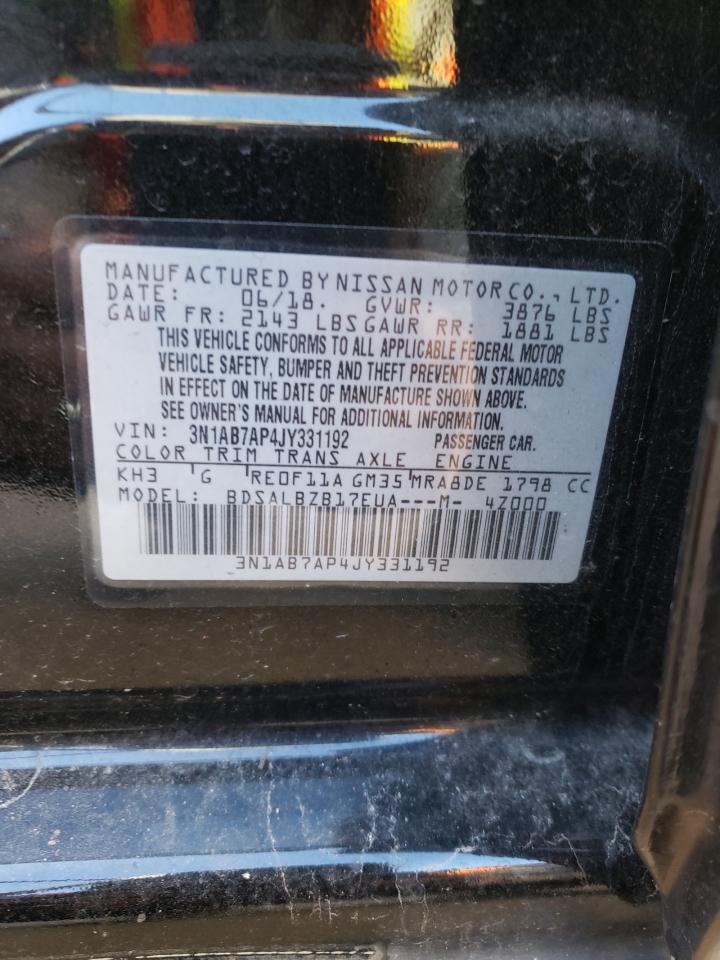 MANUFACTURED BY NISSAN MOTOR CO., LTD.
DATE: 06/18. GVWR: 3876 LBS
GAWR FR: 2143 LBS GAWR RR: 1881 LBS
THIS VEHICLE CONFORMS TO ALL APPLICABLE FEDERAL MOTOR
VEHICLE SAFETY, BUMPER AND THEFT PREVENTION STANDARDS
IN EFFECT ON THE DATE OF MANUFACTURE SHOWN ABOVE.
SEE OWNER'S MANUAL FOR ADDITIONAL INFORMATION.
VIN: 3N1AB7AP4JY331192 PASSENGER CAR.
COLOR TRIM TRANS AXLE ENGINE
KH3 G RE0F11A GM35 MRA8DE 1798 CC
MODEL: BDSALBZB17EUA---M- 4Z000
3N1AB7AP4JY331192